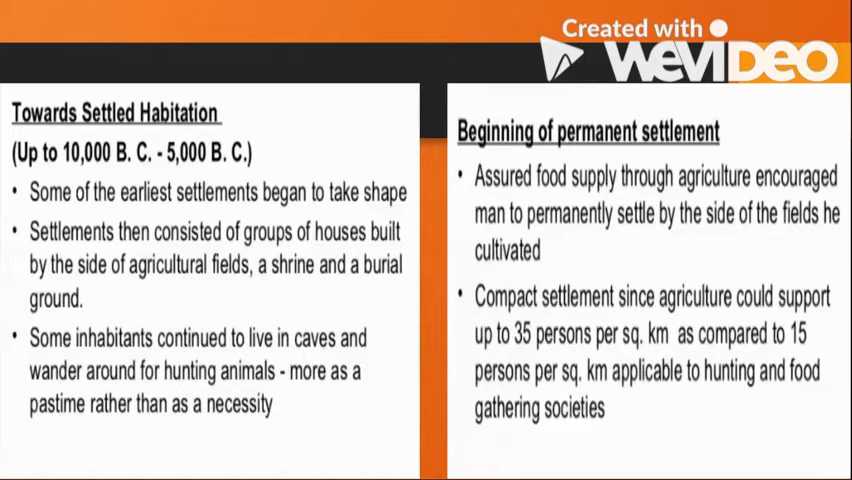 Created with
WEVIDEO
Towards Settled Habitation
(Up to 10,000 B. C. - 5,000 B. C.)
• Some of the earliest settlements began to take shape
• Settlements then consisted of groups of houses built
by the side of agricultural fields, a shrine and a burial
ground.
• Some inhabitants continued to live in caves and
wander around for hunting animals - more as a
pastime rather than as a necessity
Beginning of permanent settlement
• Assured food supply through agriculture encouraged
man to permanently settle by the side of the fields he
cultivated
• Compact settlement since agriculture could support
up to 35 persons per sq. km as compared to 15
persons per sq. km applicable to hunting and food
gathering societies